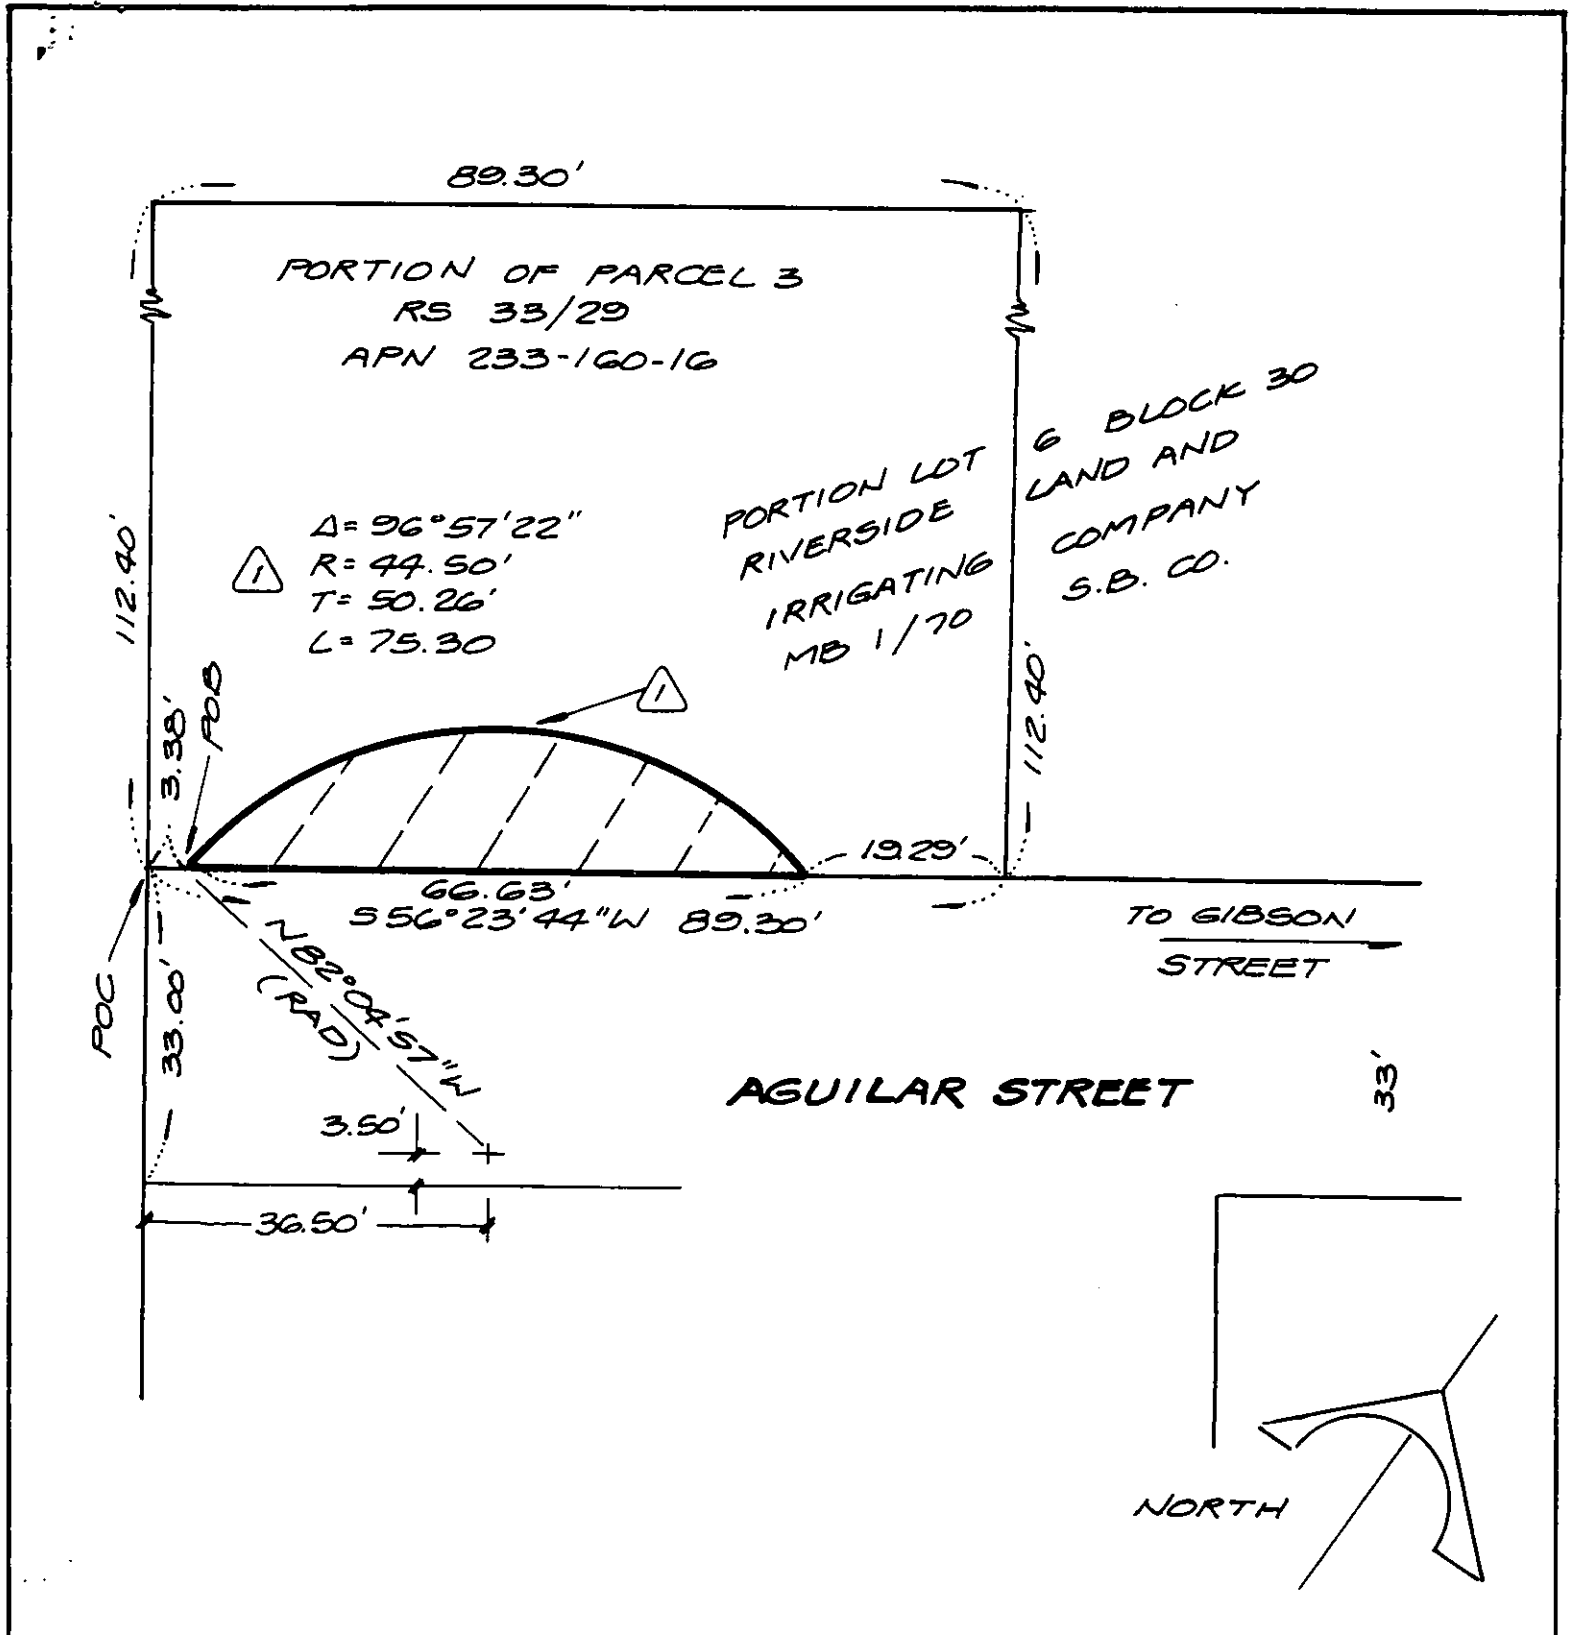 89.30'
PORTION OF PARCEL 3
RS 33/29
APN 233-160-16
PORTION LOT 6 BLOCK 30
RIVERSIDE LAND AND
IRRIGATING COMPANY
MB 1/70 S.B. CO.
112.40'
Δ= 96°57'22"
R= 44.50'
T= 50.26'
L= 75.30
1
1
112.40'
3.38'
POB
19.29'
66.63'
S 56°23'44"W 89.30'
TO GIBSON
STREET
POC
33.00'
N82°04'57"W
(RAD)
AGUILAR STREET
33'
3.50'
36.50'
NORTH